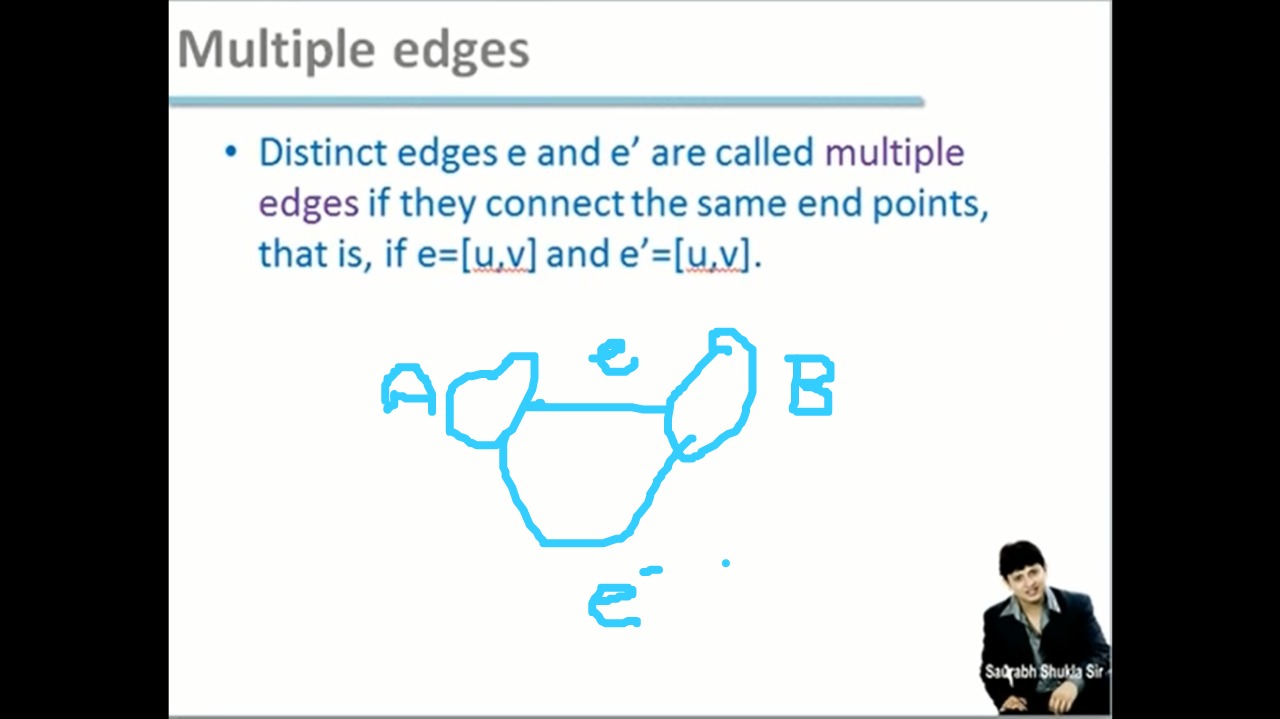 Multiple edges
• Distinct edges e and e’ are called multiple
edges if they connect the same end points,
that is, if e=[u,v] and e’=[u,v].
e
A B
e-
Saurabh Shukla Sir